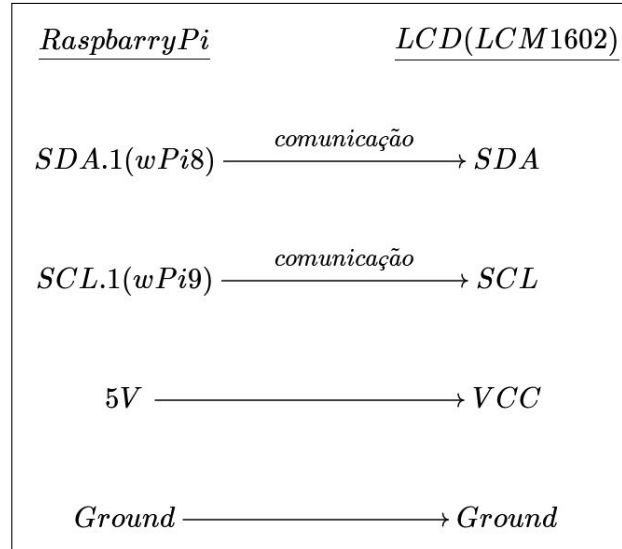 RaspbarryPi LCD(LCM1602)
comunicação
SDA.1(wPi8) SDA
comunicação
SCL.1(wPi9) SCL
5V VCC
Ground Ground